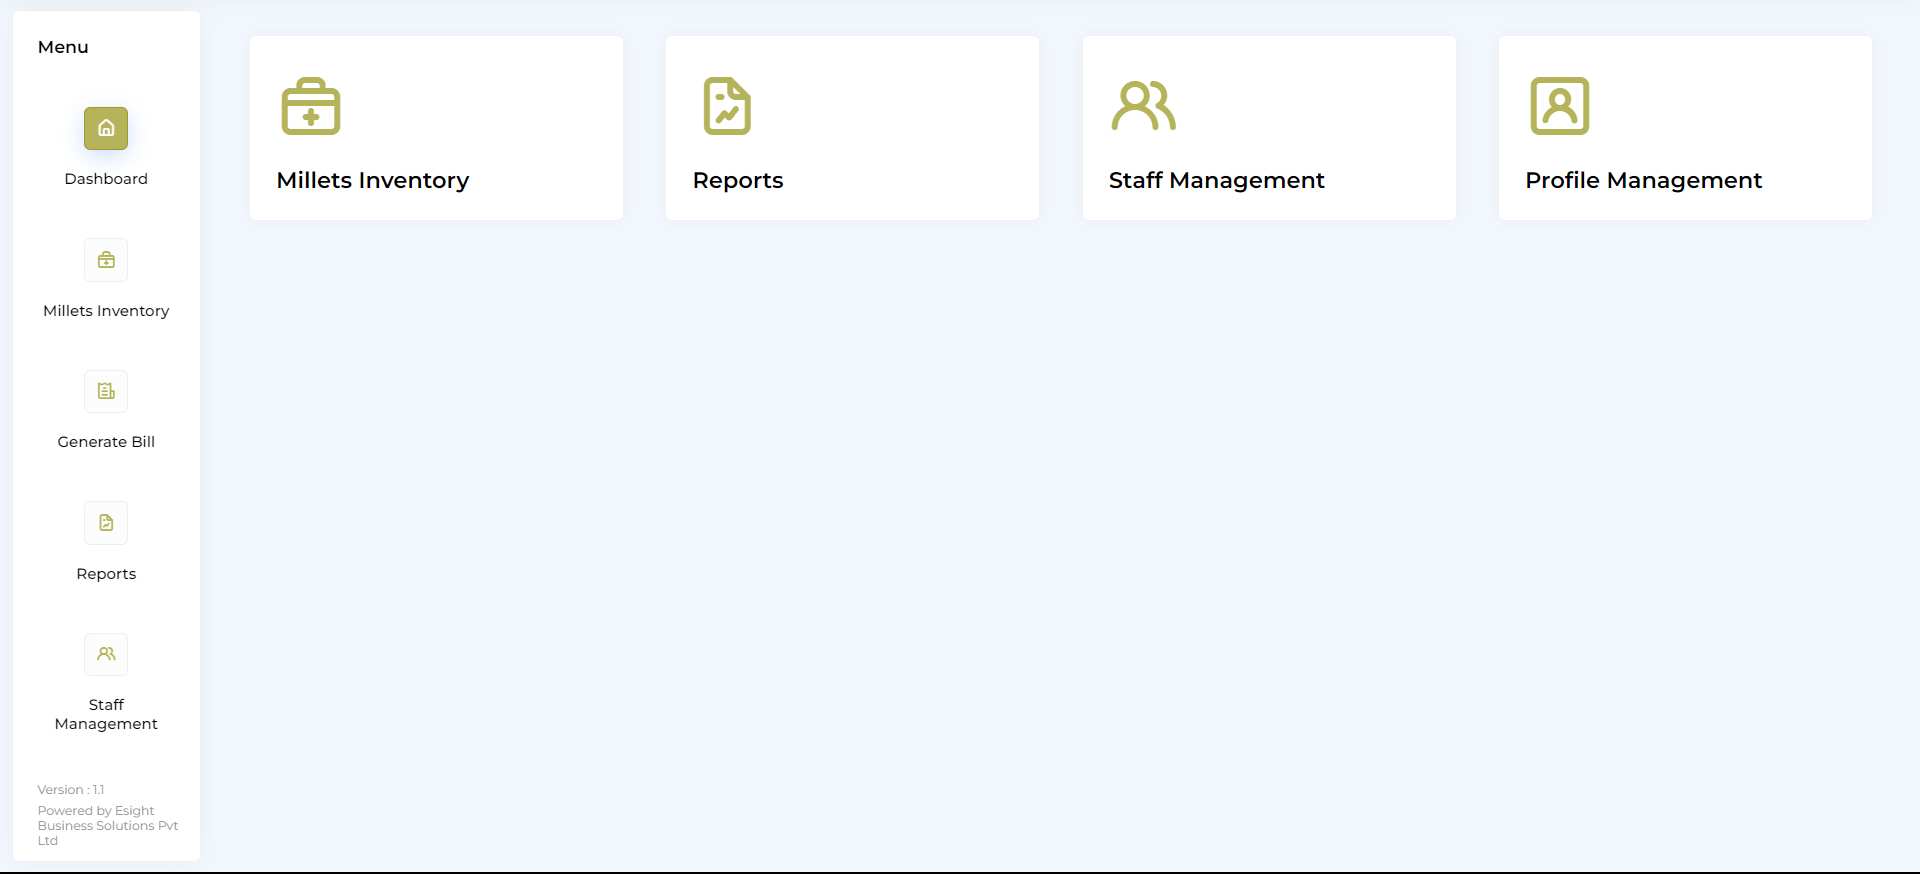 Menu
Dashboard
Millets Inventory
Generate Bill
Reports
Staff
Management
Version : 1.1
Powered by Esight
Business Solutions Pvt
Ltd
Millets Inventory
Reports
Staff Management
Profile Management